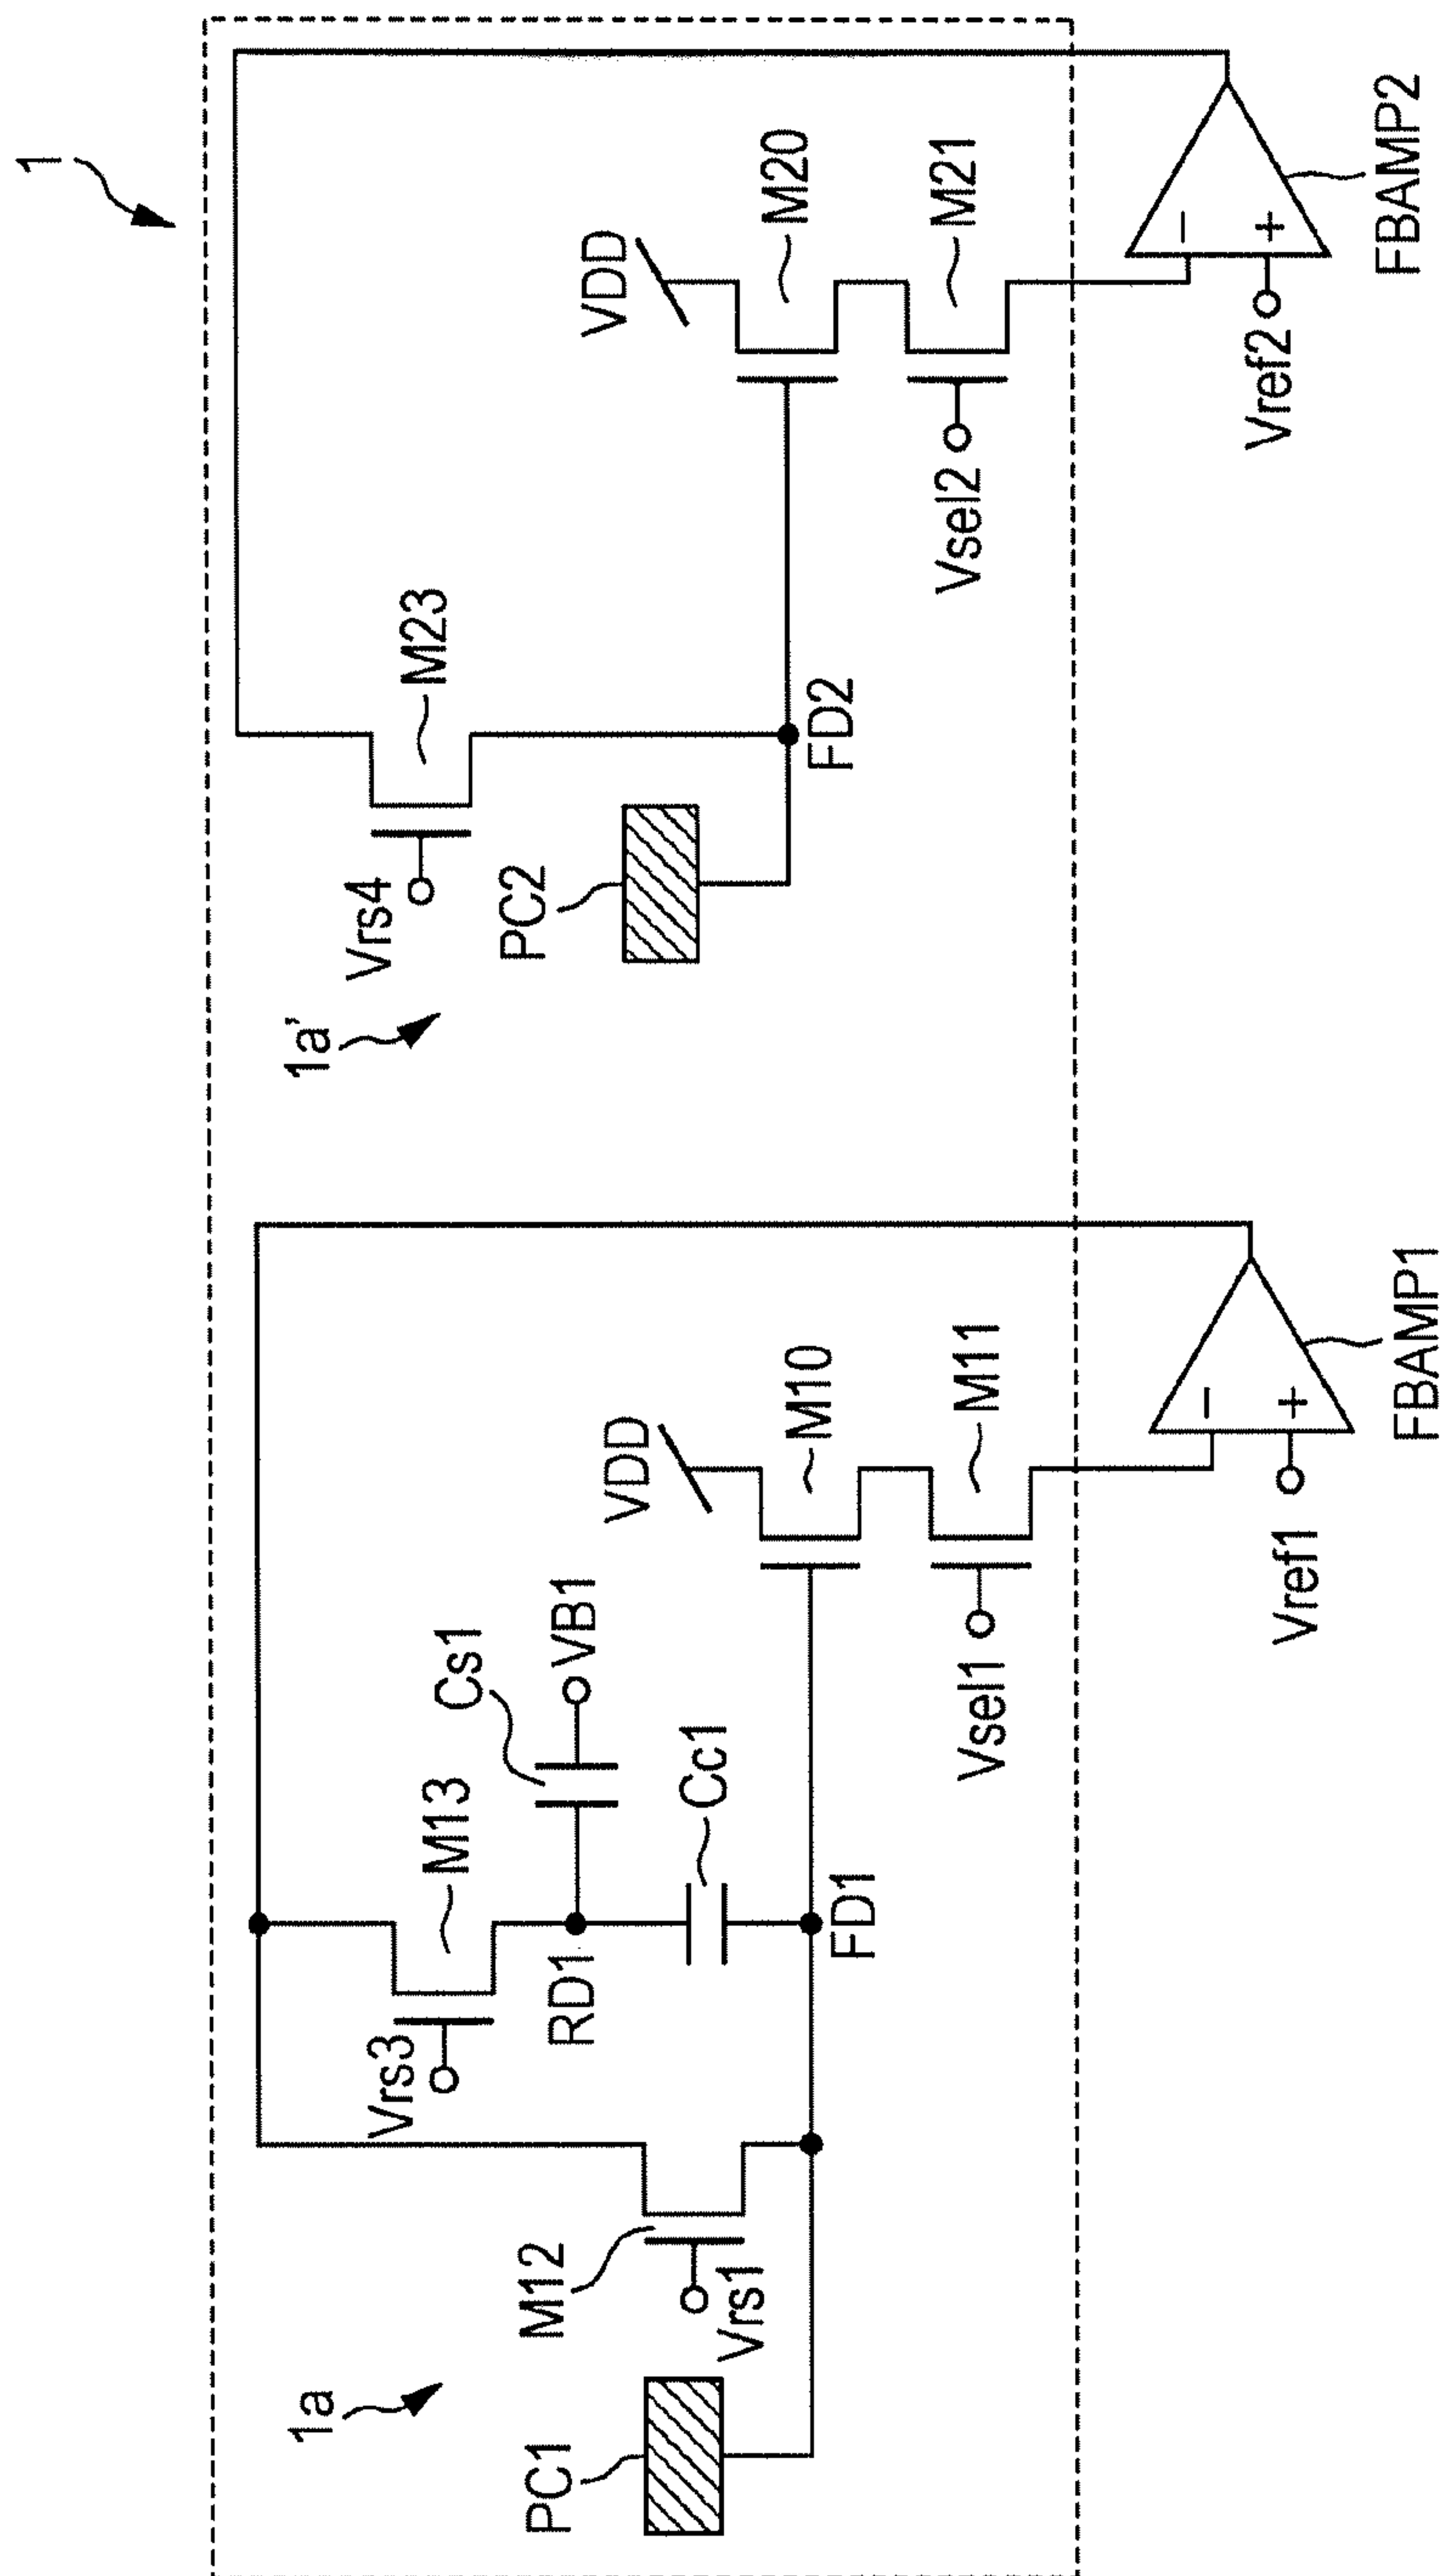 1
1a
PC1
M12
Vrs1
Vrs3
M13
RD1
Cs1
VB1
Cc1
FD1
VDD
M10
M11
Vsel1
Vref1
−
+
FBAMP1
1a'
PC2
Vrs4
M23
FD2
VDD
M20
M21
Vsel2
Vref2
−
+
FBAMP2